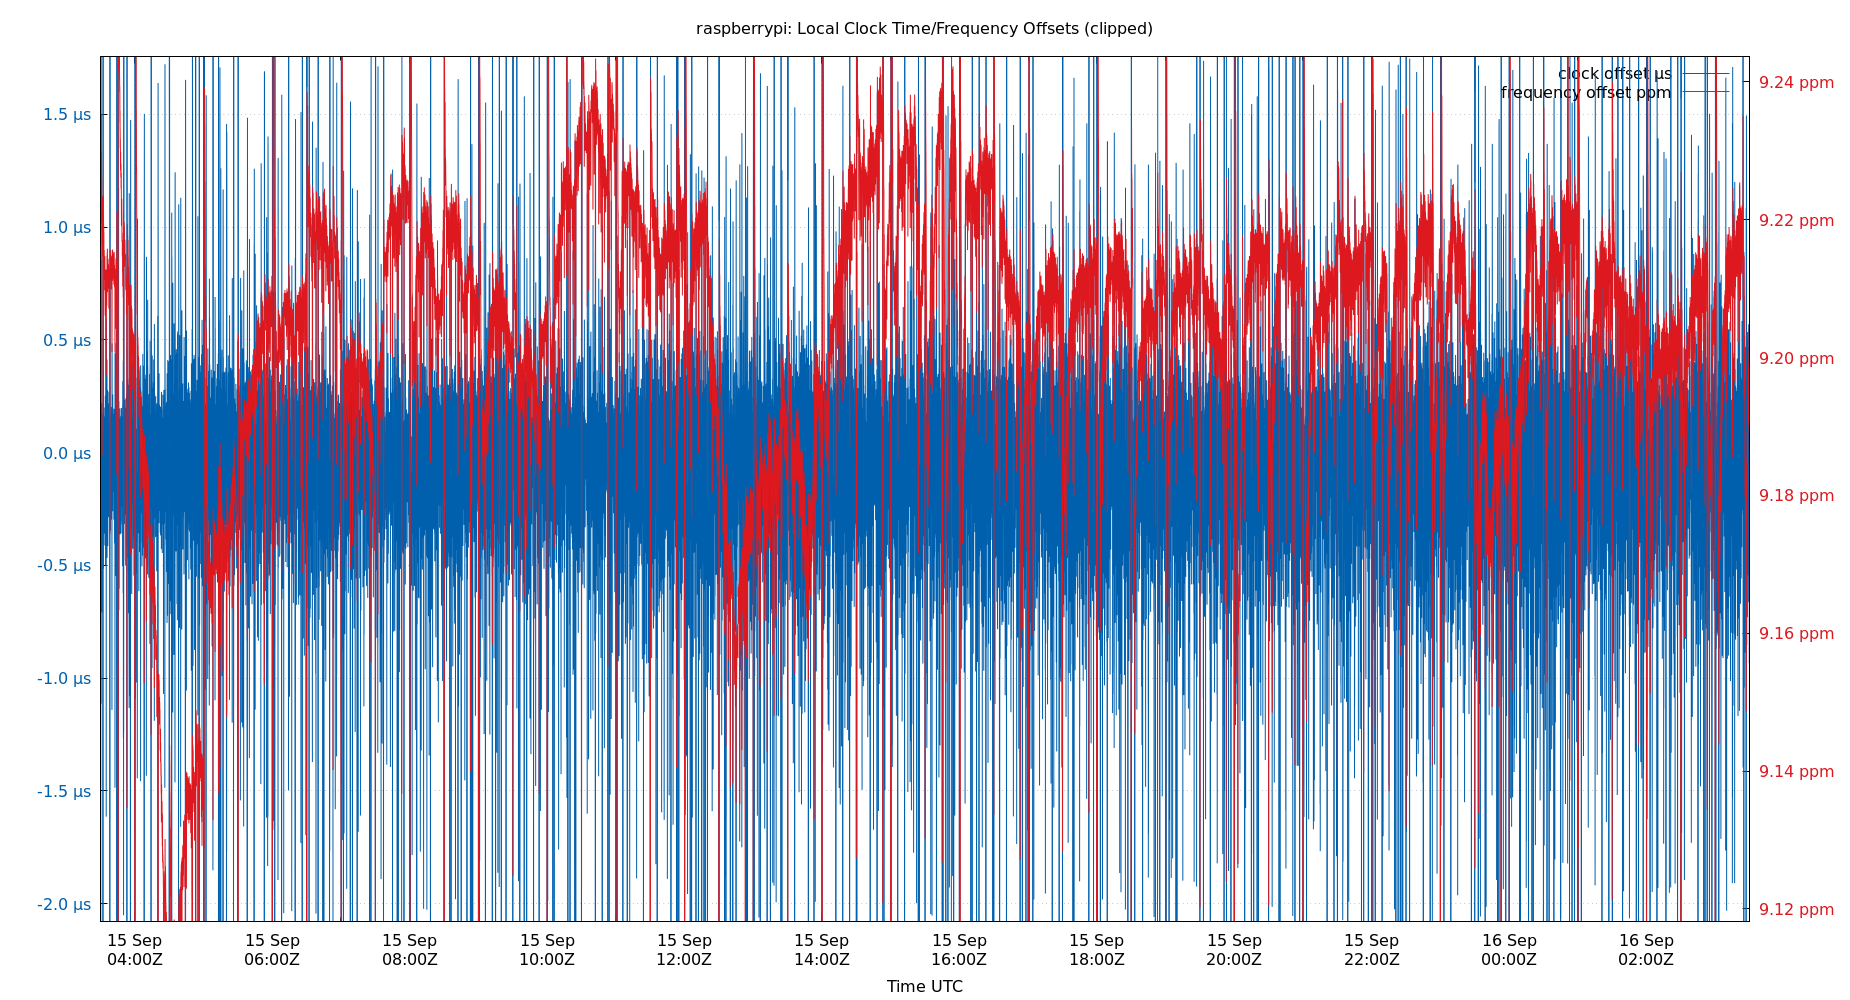 raspberrypi: Local Clock Time/Frequency Offsets (clipped)
clock offset µs
frequency offset ppm
1.5 µs
1.0 µs
0.5 µs
0.0 µs
-0.5 µs
-1.0 µs
-1.5 µs
-2.0 µs
9.24 ppm
9.22 ppm
9.20 ppm
9.18 ppm
9.16 ppm
9.14 ppm
9.12 ppm
15 Sep
04:00Z
15 Sep
06:00Z
15 Sep
08:00Z
15 Sep
10:00Z
15 Sep
12:00Z
15 Sep
14:00Z
15 Sep
16:00Z
15 Sep
18:00Z
15 Sep
20:00Z
15 Sep
22:00Z
16 Sep
00:00Z
16 Sep
02:00Z
Time UTC